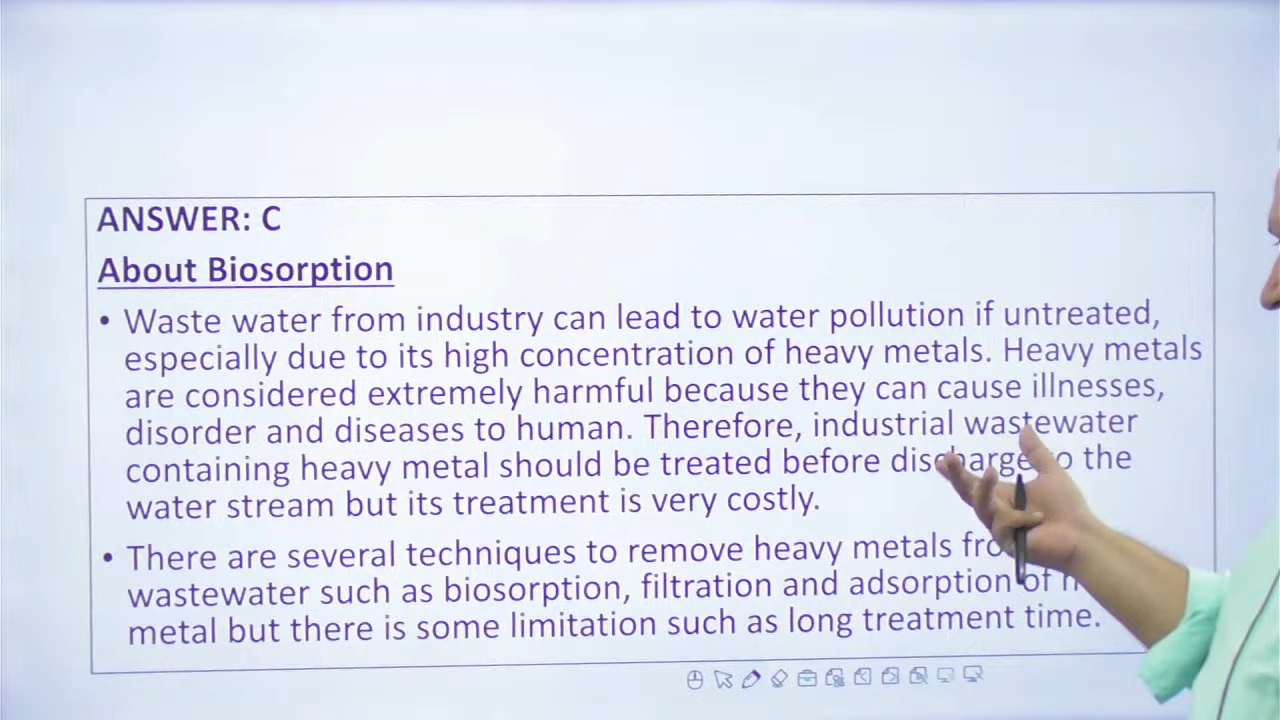 ANSWER: C
About Biosorption
• Waste water from industry can lead to water pollution if untreated,
especially due to its high concentration of heavy metals. Heavy metals
are considered extremely harmful because they can cause illnesses,
disorder and diseases to human. Therefore, industrial wastewater
containing heavy metal should be treated before discharge to the
water stream but its treatment is very costly.
• There are several techniques to remove heavy metals
wastewater such as biosorption, filtration and adsorption of
metal but there is some limitation such as long treatment time.